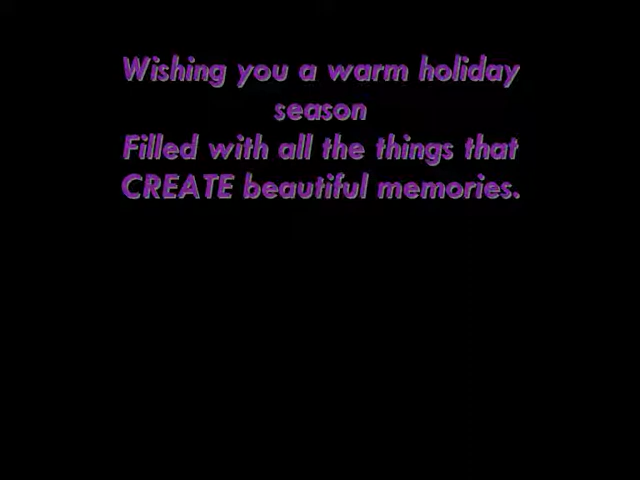 Wishing you a warm holiday
season
Filled with all the things that
CREATE beautiful memories.